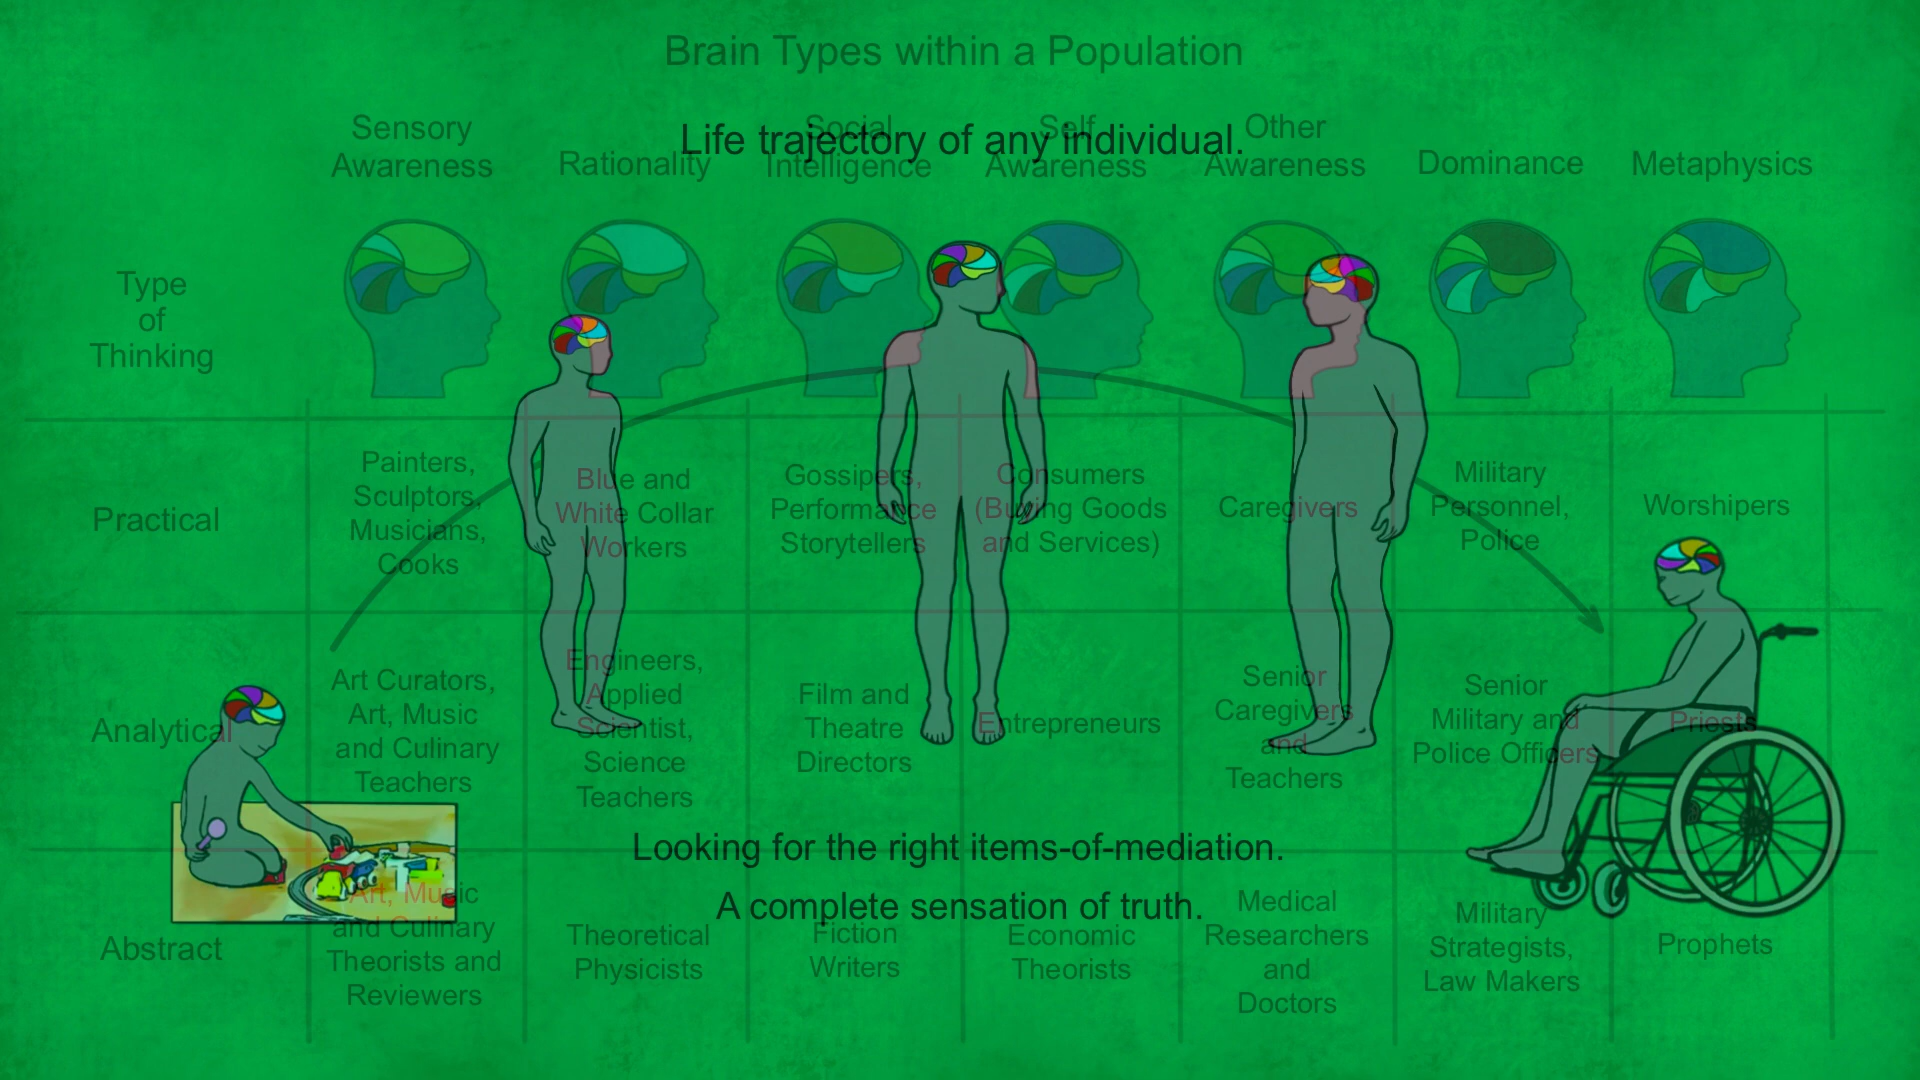 Brain Types within a Population
Life trajectory of any individual.
Sensory
Awareness
Rationality
Social
Intelligence
Self
Awareness
Other
Awareness
Dominance
Metaphysics
Type
of
Thinking
Practical
Painters,
Sculptors,
Musicians,
Cooks
Blue and
White Collar
Workers
Gossipers,
Performance
Storytellers
Consumers
(Buying Goods
and Services)
Caregivers
Military
Personnel,
Police
Worshipers
Analytical
Art Curators,
Art, Music
and Culinary
Teachers
Engineers,
Applied
Scientist,
Science
Teachers
Film and
Theatre
Directors
Entrepreneurs
Senior
Caregivers
and
Teachers
Senior
Military and
Police Officers
Priests
Looking for the right items-of-mediation.
A complete sensation of truth.
Abstract
Art, Music
and Culinary
Theorists and
Reviewers
Theoretical
Physicists
Fiction
Writers
Economic
Theorists
Medical
Researchers
and
Doctors
Military
Strategists,
Law Makers
Prophets